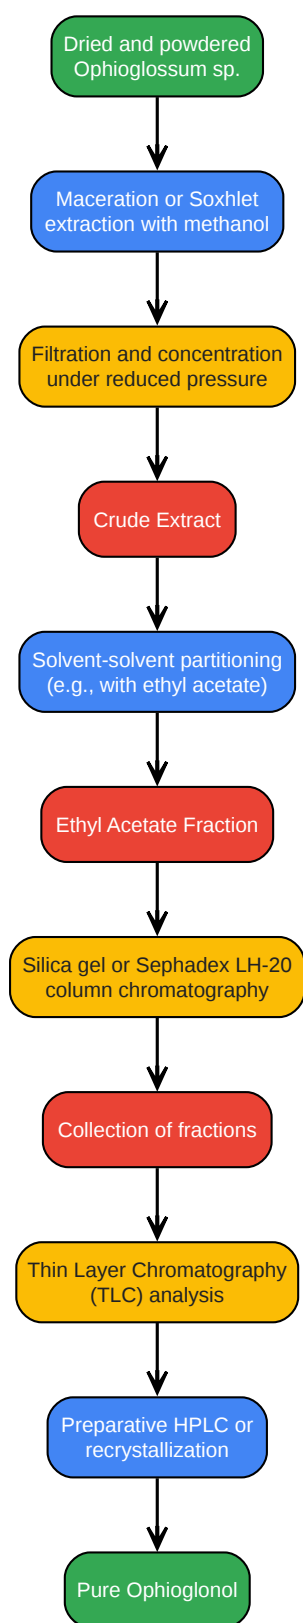 Dried and powdered
Ophioglossum sp.
Maceration or Soxhlet
extraction with methanol
Filtration and concentration
under reduced pressure
Crude Extract
Solvent-solvent partitioning
(e.g., with ethyl acetate)
Ethyl Acetate Fraction
Silica gel or Sephadex LH-20
column chromatography
Collection of fractions
Thin Layer Chromatography
(TLC) analysis
Preparative HPLC or
recrystallization
Pure Ophioglonol